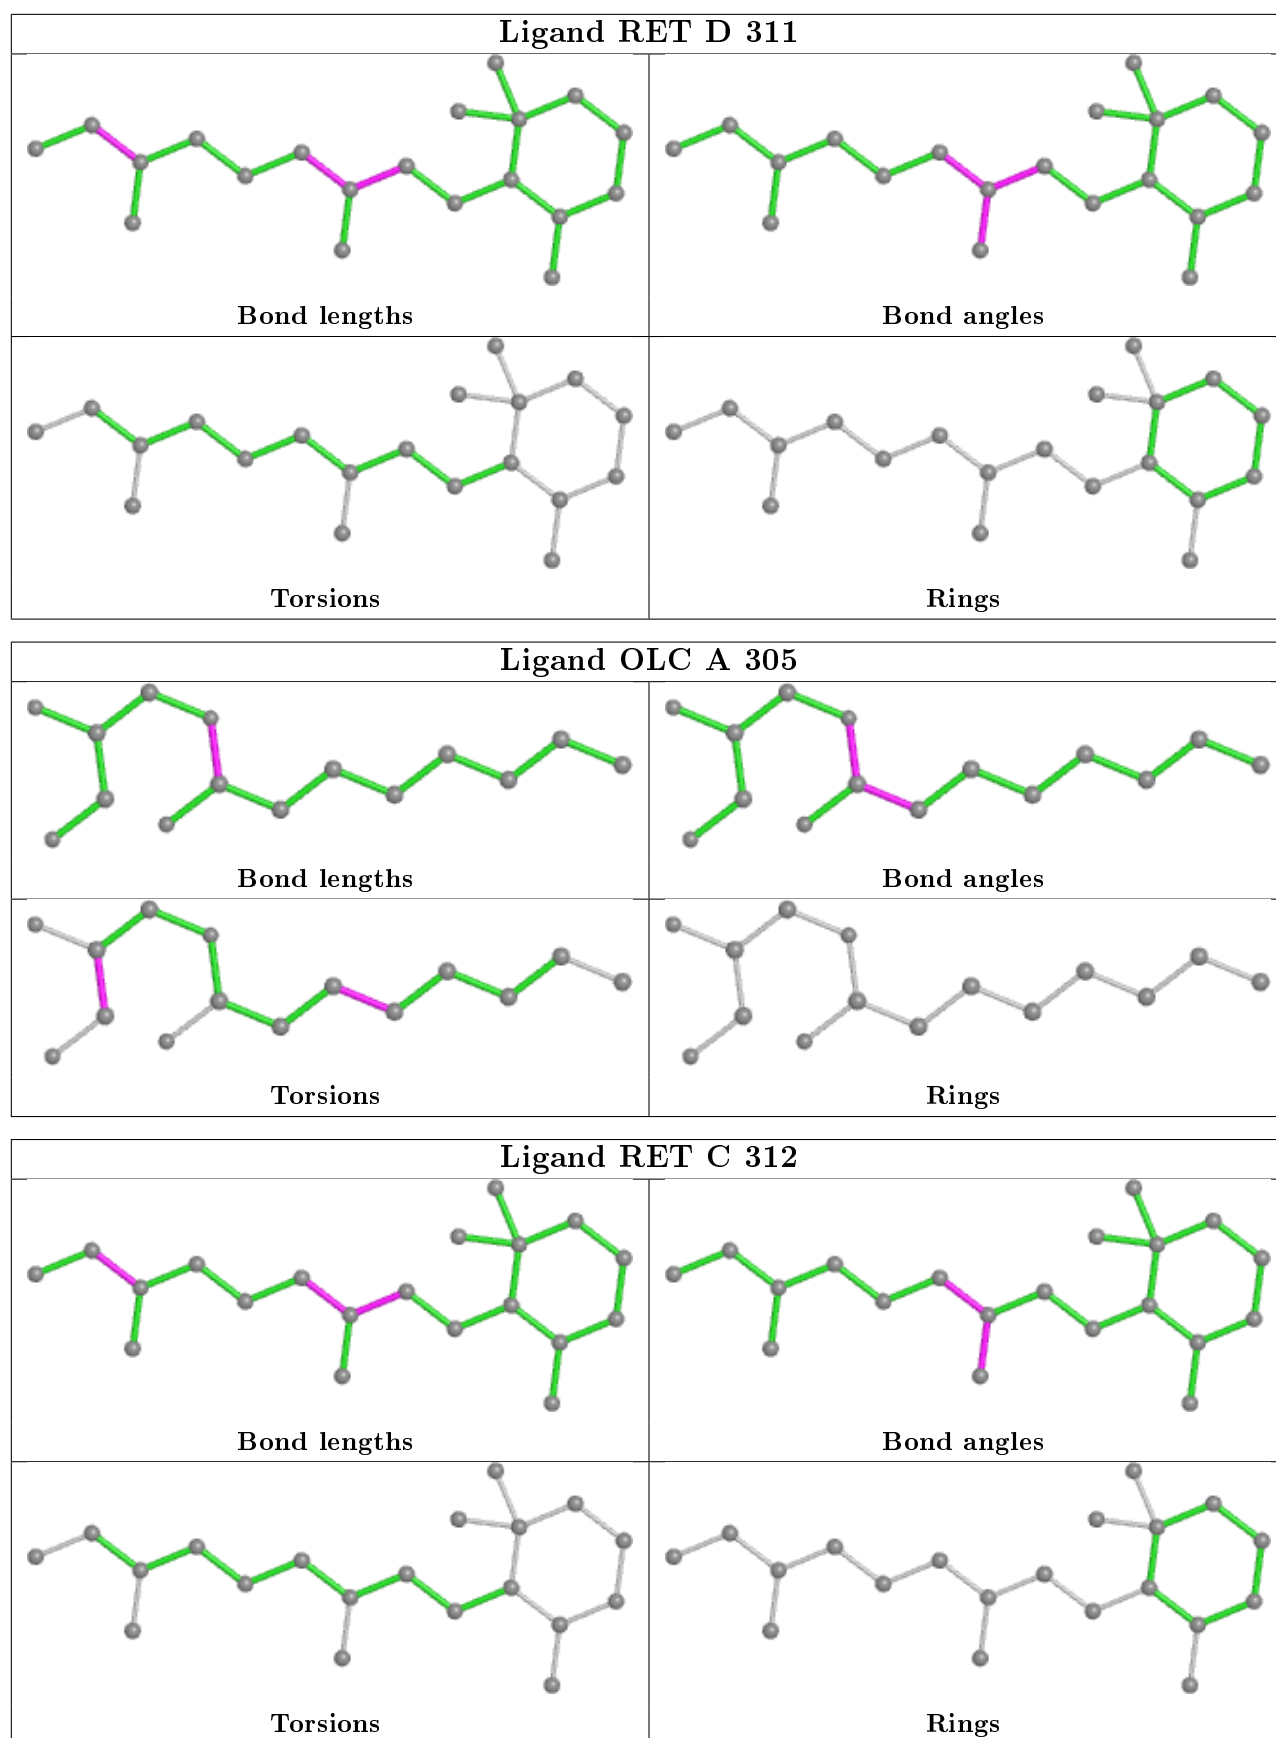 Ligand RET D 311
Bond lengths
Bond angles
Torsions
Rings
Ligand OLC A 305
Bond lengths
Bond angles
Torsions
Rings
Ligand RET C 312
Bond lengths
Bond angles
Torsions
Rings